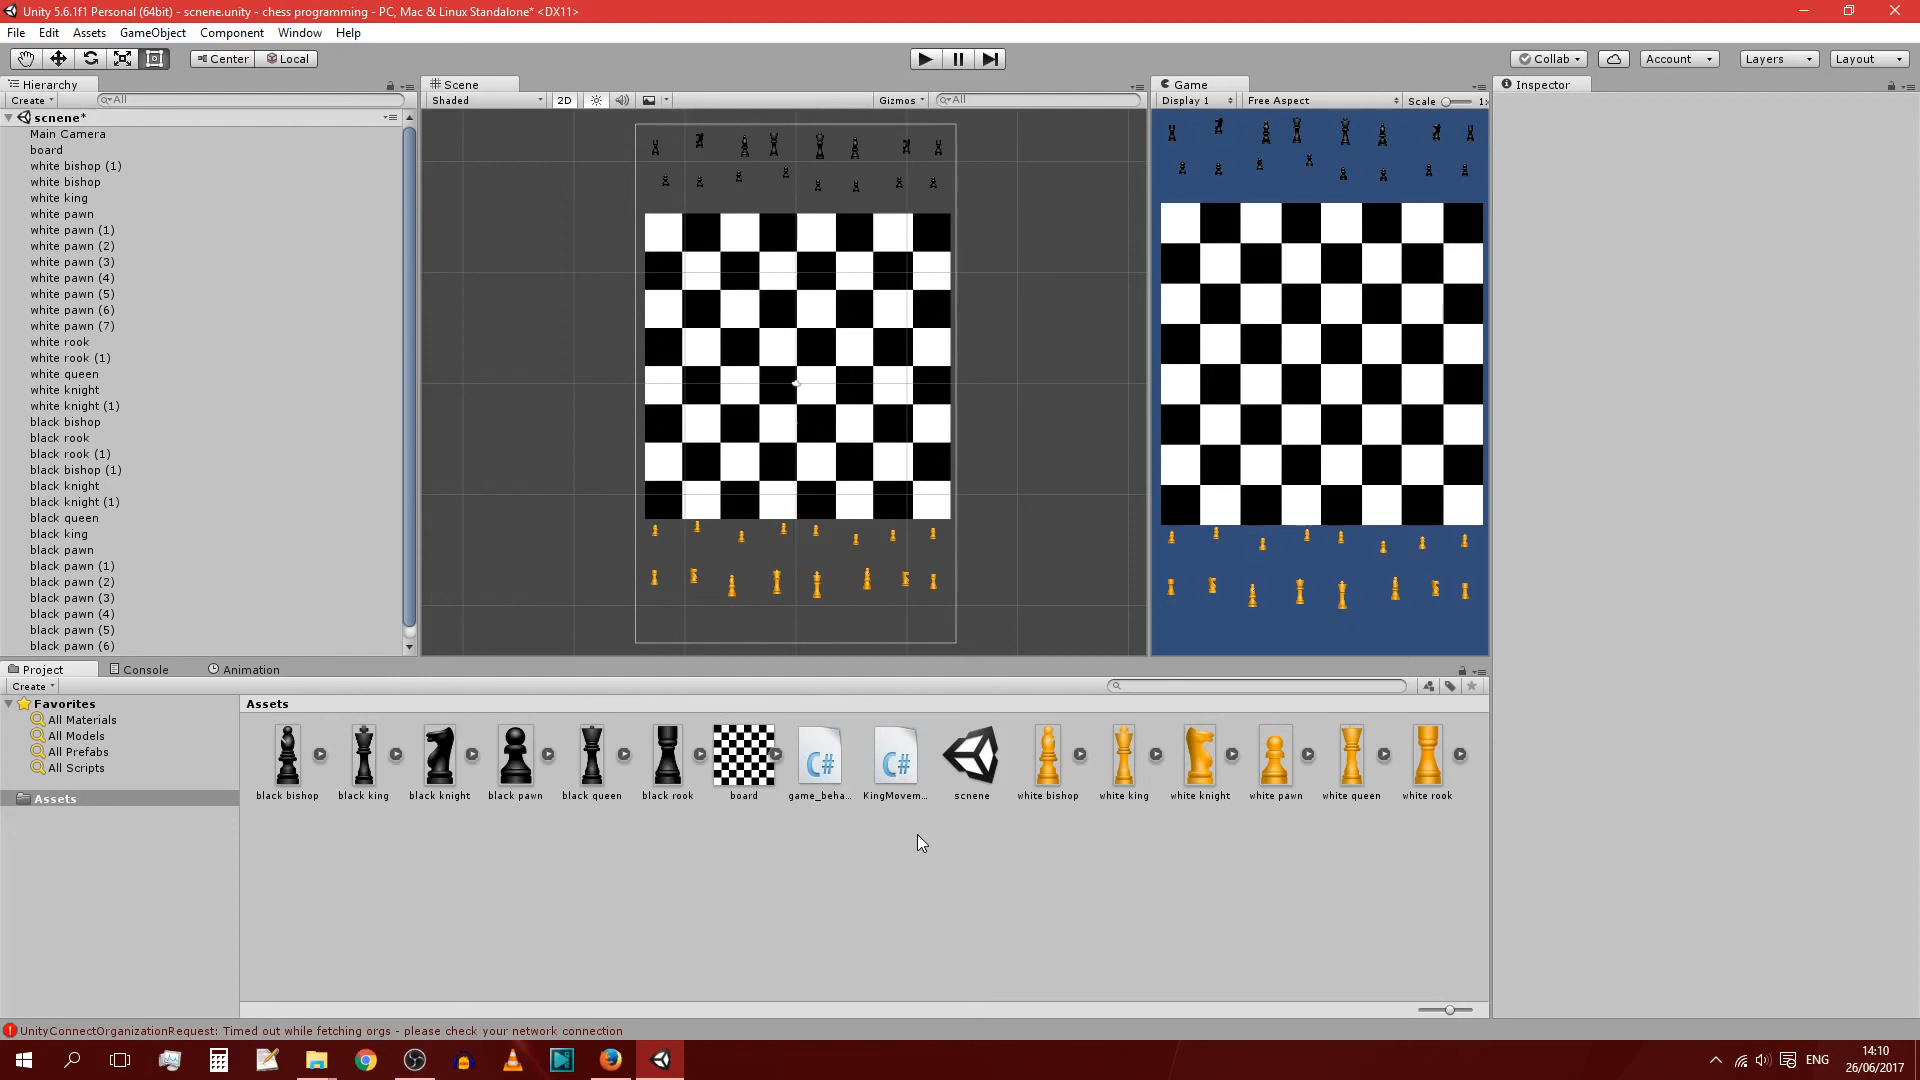 Unity 5.6.1f1 Personal (64bit) - scnene.unity - chess programming - PC, Mac & Linux Standalone* <DX11>
File Edit Assets GameObject Component Window Help
Center Local Collab Account Layers Layout
Hierarchy Scene Game Inspector
Create All Shaded 2D Gizmos All Display 1 Free Aspect Scale 1x
scnene*
Main Camera
board
white bishop (1)
white bishop
white king
white pawn
white pawn (1)
white pawn (2)
white pawn (3)
white pawn (4)
white pawn (5)
white pawn (6)
white pawn (7)
white rook
white rook (1)
white queen
white knight
white knight (1)
black bishop
black rook
black rook (1)
black bishop (1)
black knight
black knight (1)
black queen
black king
black pawn
black pawn (1)
black pawn (2)
black pawn (3)
black pawn (4)
black pawn (5)
black pawn (6)
Project Console Animation
Create
Favorites
All Materials
All Models
All Prefabs
All Scripts
Assets
Assets
C# C#
black bishop black king black knight black pawn black queen black rook board game_beha... KingMovem... scnene white bishop white king white knight white pawn white queen white rook
UnityConnectOrganizationRequest: Timed out while fetching orgs - please check your network connection
ENG
14:10
26/06/2017